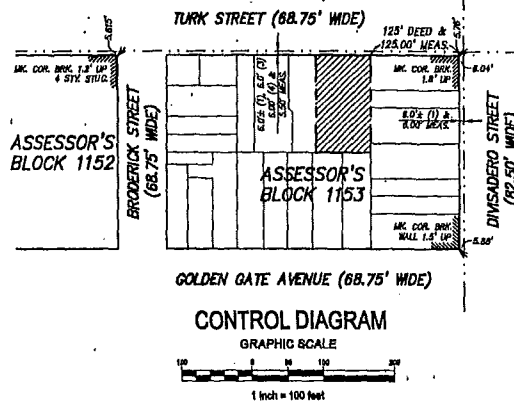 TURK STREET (68.75' WIDE)
5.615'
125' DEED &
125.00' MEAS.
5.76'
MK. COR. BRK. 1.3' UP
4 STY. STUC.
6.0'± (1), 6.0' (3)
6.00' (4) &
5.50' MEAS.
MK. COR. BRK.
1.8' UP
6.04'
ASSESSOR'S
BLOCK 1152
BRODERICK STREET
(68.75' WIDE)
6.0'± (1) &
6.00' MEAS.
ASSESSOR'S
BLOCK 1153
DIVISADERO STREET
(82.50' WIDE)
MK. COR. BRK.
WALL 1.5' UP
5.88'
GOLDEN GATE AVENUE (68.75' WIDE)
CONTROL DIAGRAM
GRAPHIC SCALE
100 0 50 100 200
1 inch = 100 feet